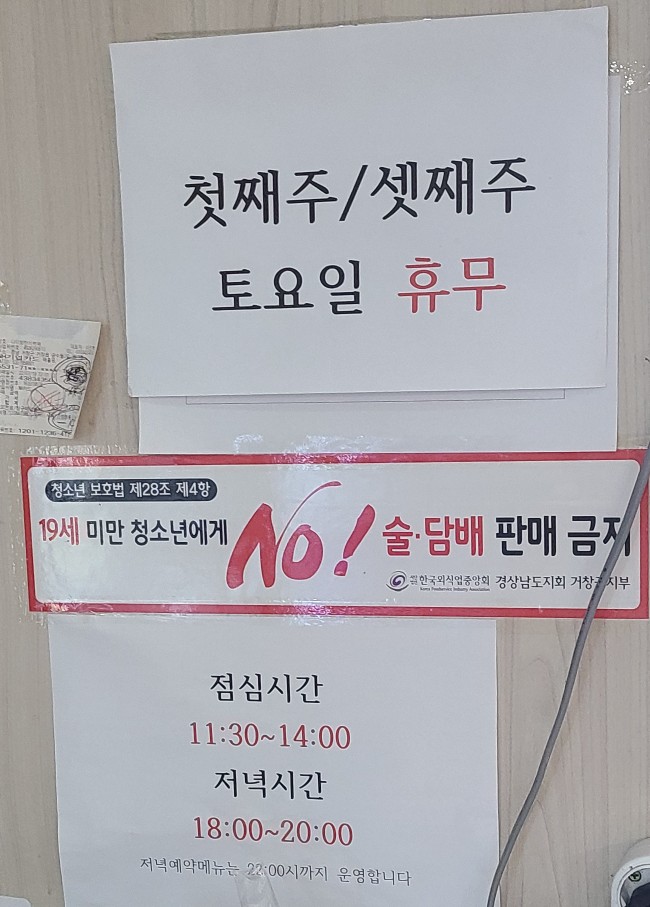 첫째주/셋째주
토요일 휴무
청소년 보호법 제28조 제4항
19세 미만 청소년에게 No! 술·담배 판매 금지
한국외식업중앙회 경상남도지회 거창군지부
Korea Foodservice Industry Association
점심시간
11:30~14:00
저녁시간
18:00~20:00
저녁예약메뉴는 22:00시까지 운영합니다